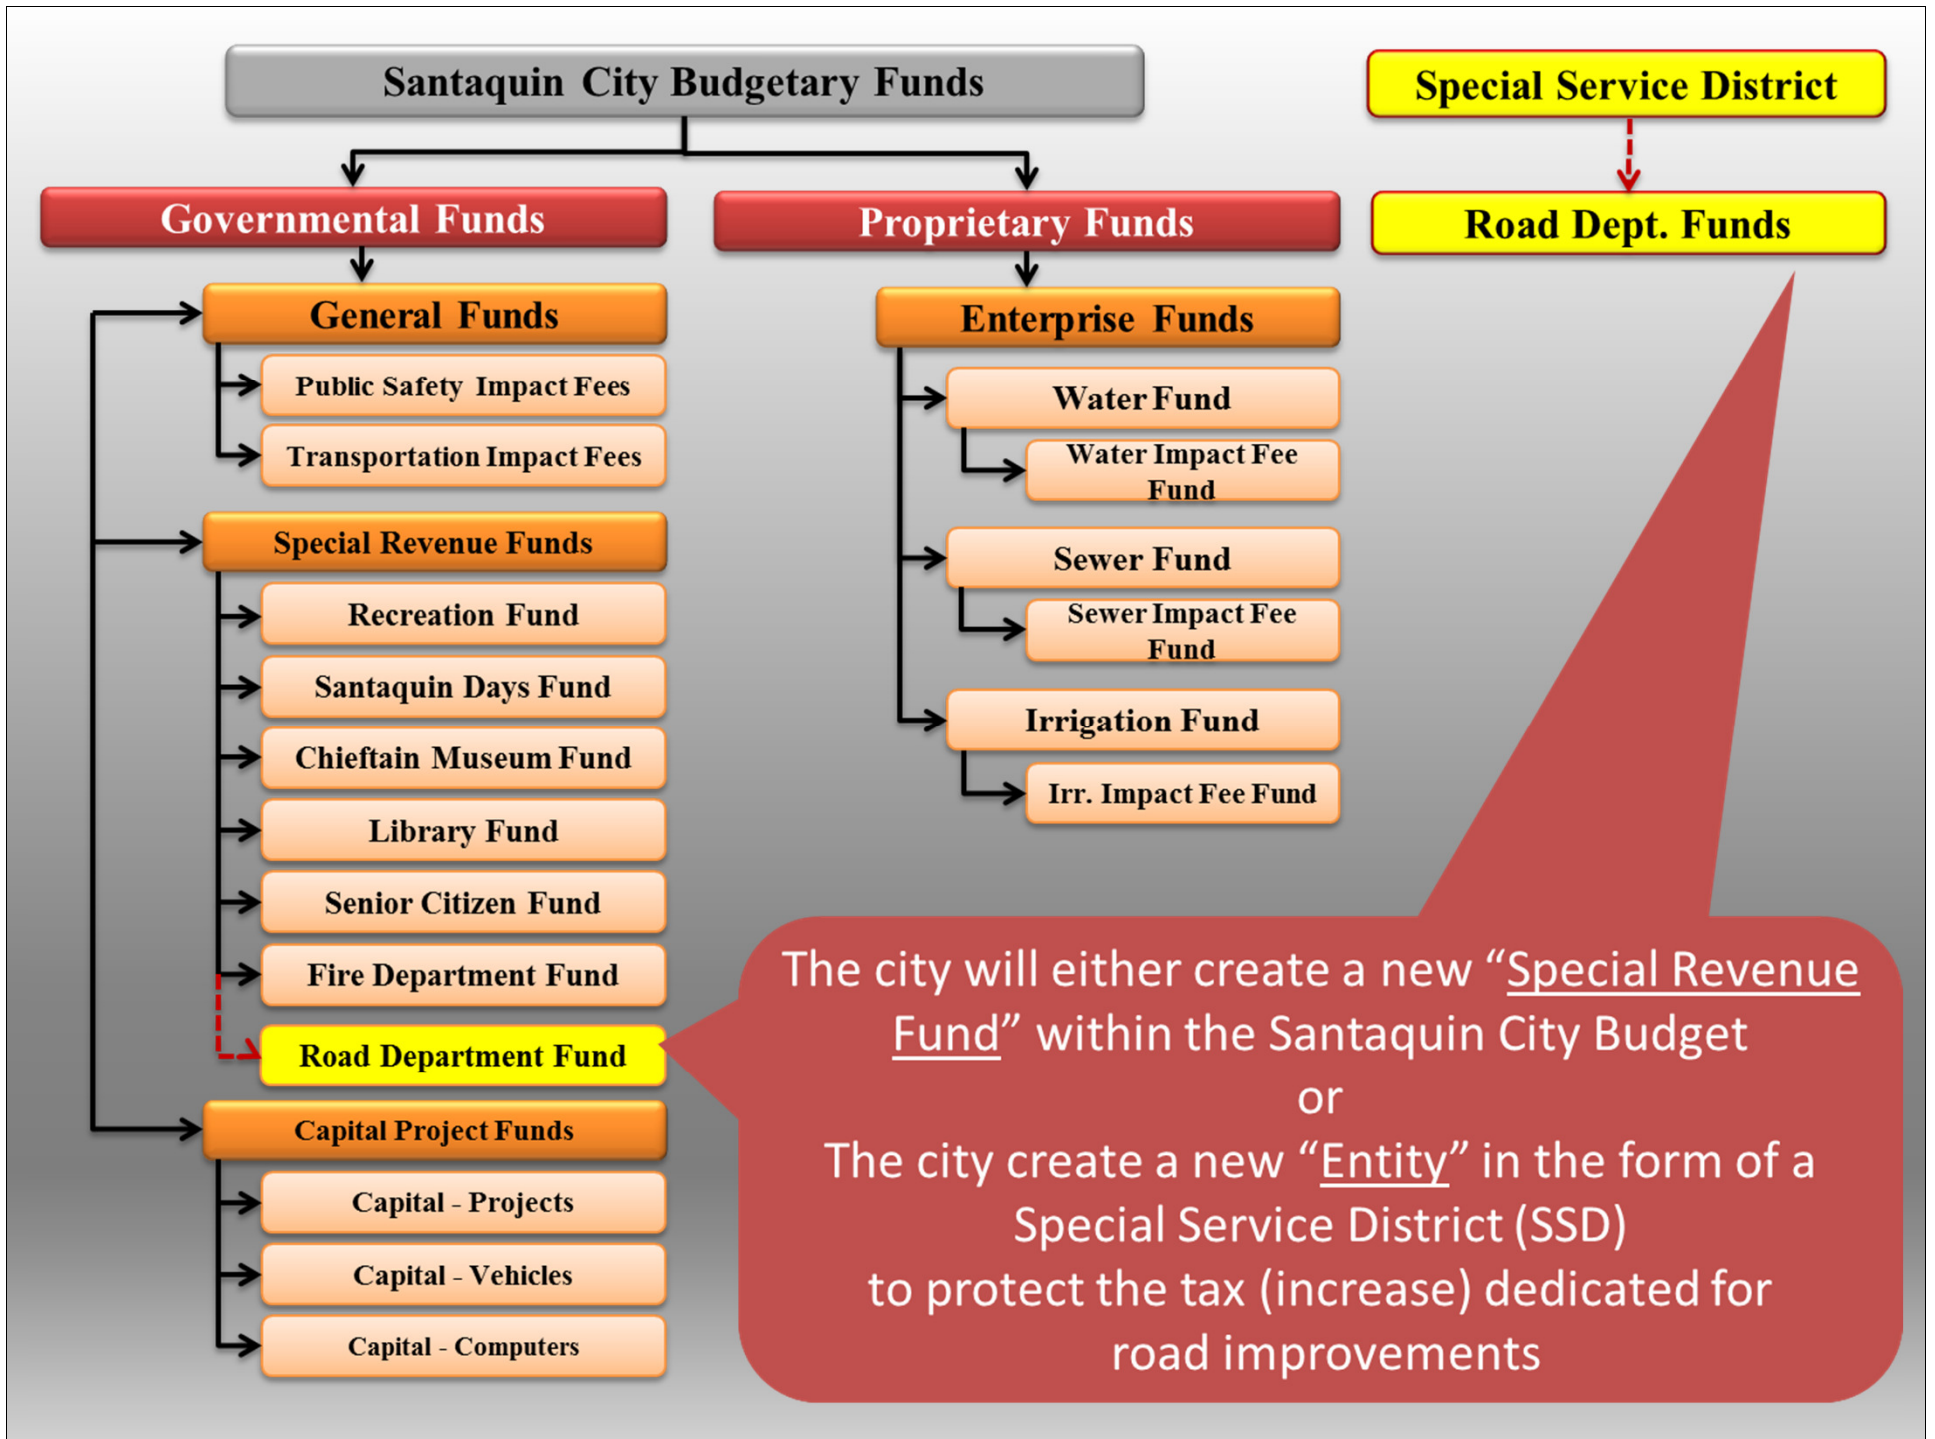 Santaquin City Budgetary Funds
Special Service District
Governmental Funds
Proprietary Funds
Road Dept. Funds
General Funds
Public Safety Impact Fees
Transportation Impact Fees
Special Revenue Funds
Recreation Fund
Santaquin Days Fund
Chieftain Museum Fund
Library Fund
Senior Citizen Fund
Fire Department Fund
Road Department Fund
Capital Project Funds
Capital - Projects
Capital - Vehicles
Capital - Computers
Enterprise Funds
Water Fund
Water Impact Fee
Fund
Sewer Fund
Sewer Impact Fee
Fund
Irrigation Fund
Irr. Impact Fee Fund
The city will either create a new “Special Revenue
Fund” within the Santaquin City Budget
or
The city create a new “Entity” in the form of a
Special Service District (SSD)
to protect the tax (increase) dedicated for
road improvements